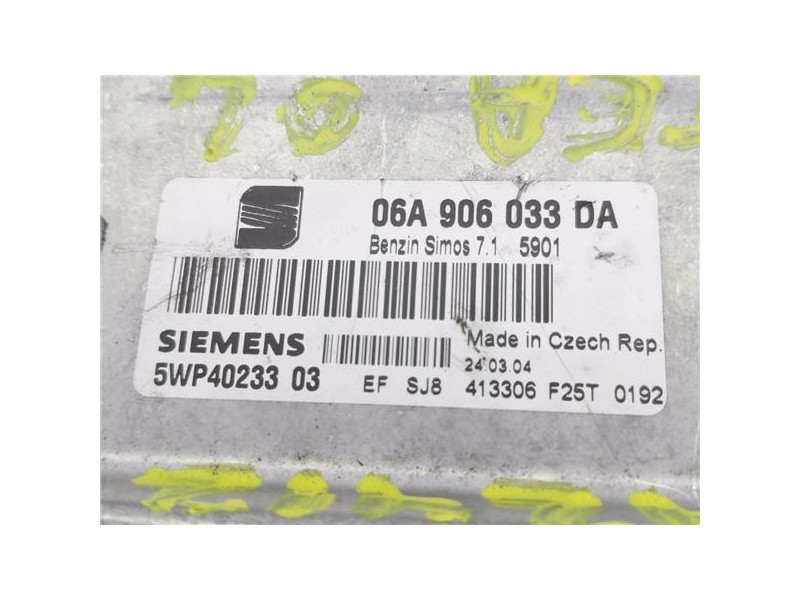 06A 906 033 DA
Benzin Simos 7.1 5901
SIEMENS
Made in Czech Rep.
5WP40233 03
24.03.04
EF SJ8 413306 F25T 0192